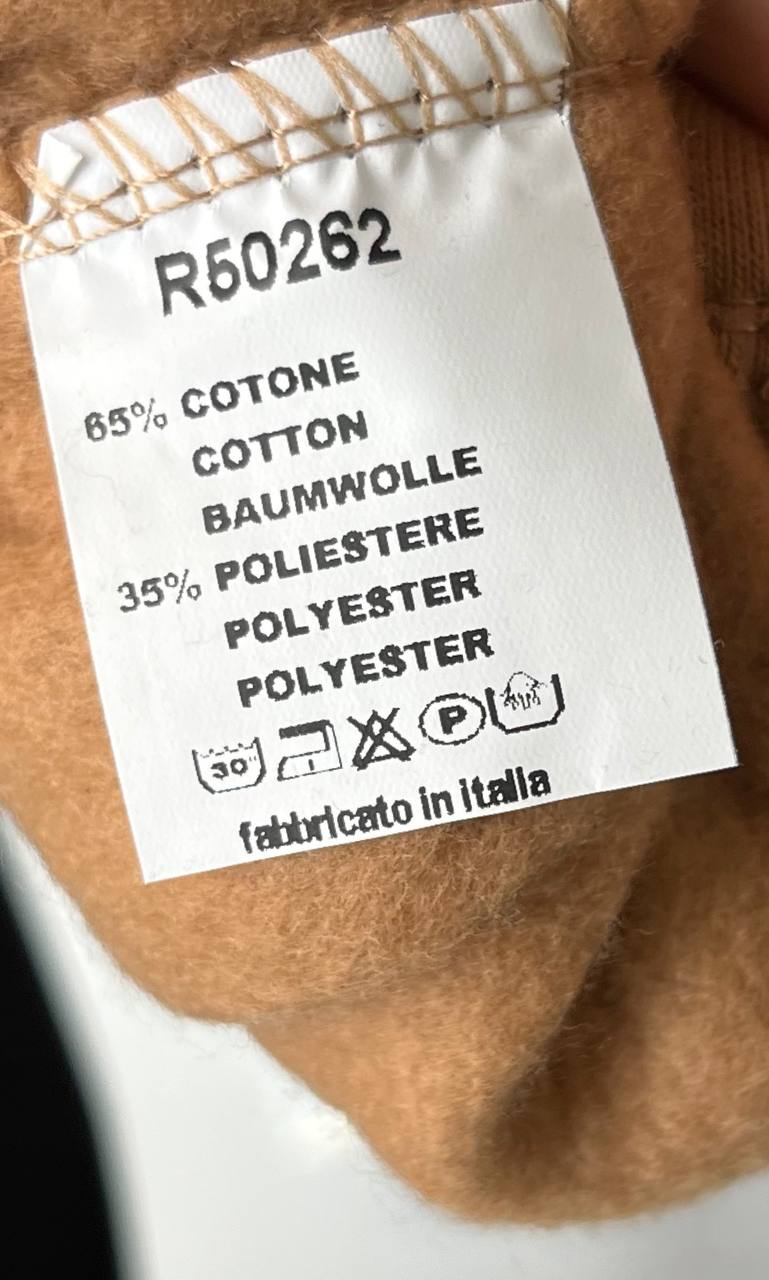 R50262
65% COTONE
COTTON
BAUMWOLLE
35% POLIESTERE
POLYESTER
POLYESTER
30° P
fabbricato in italia